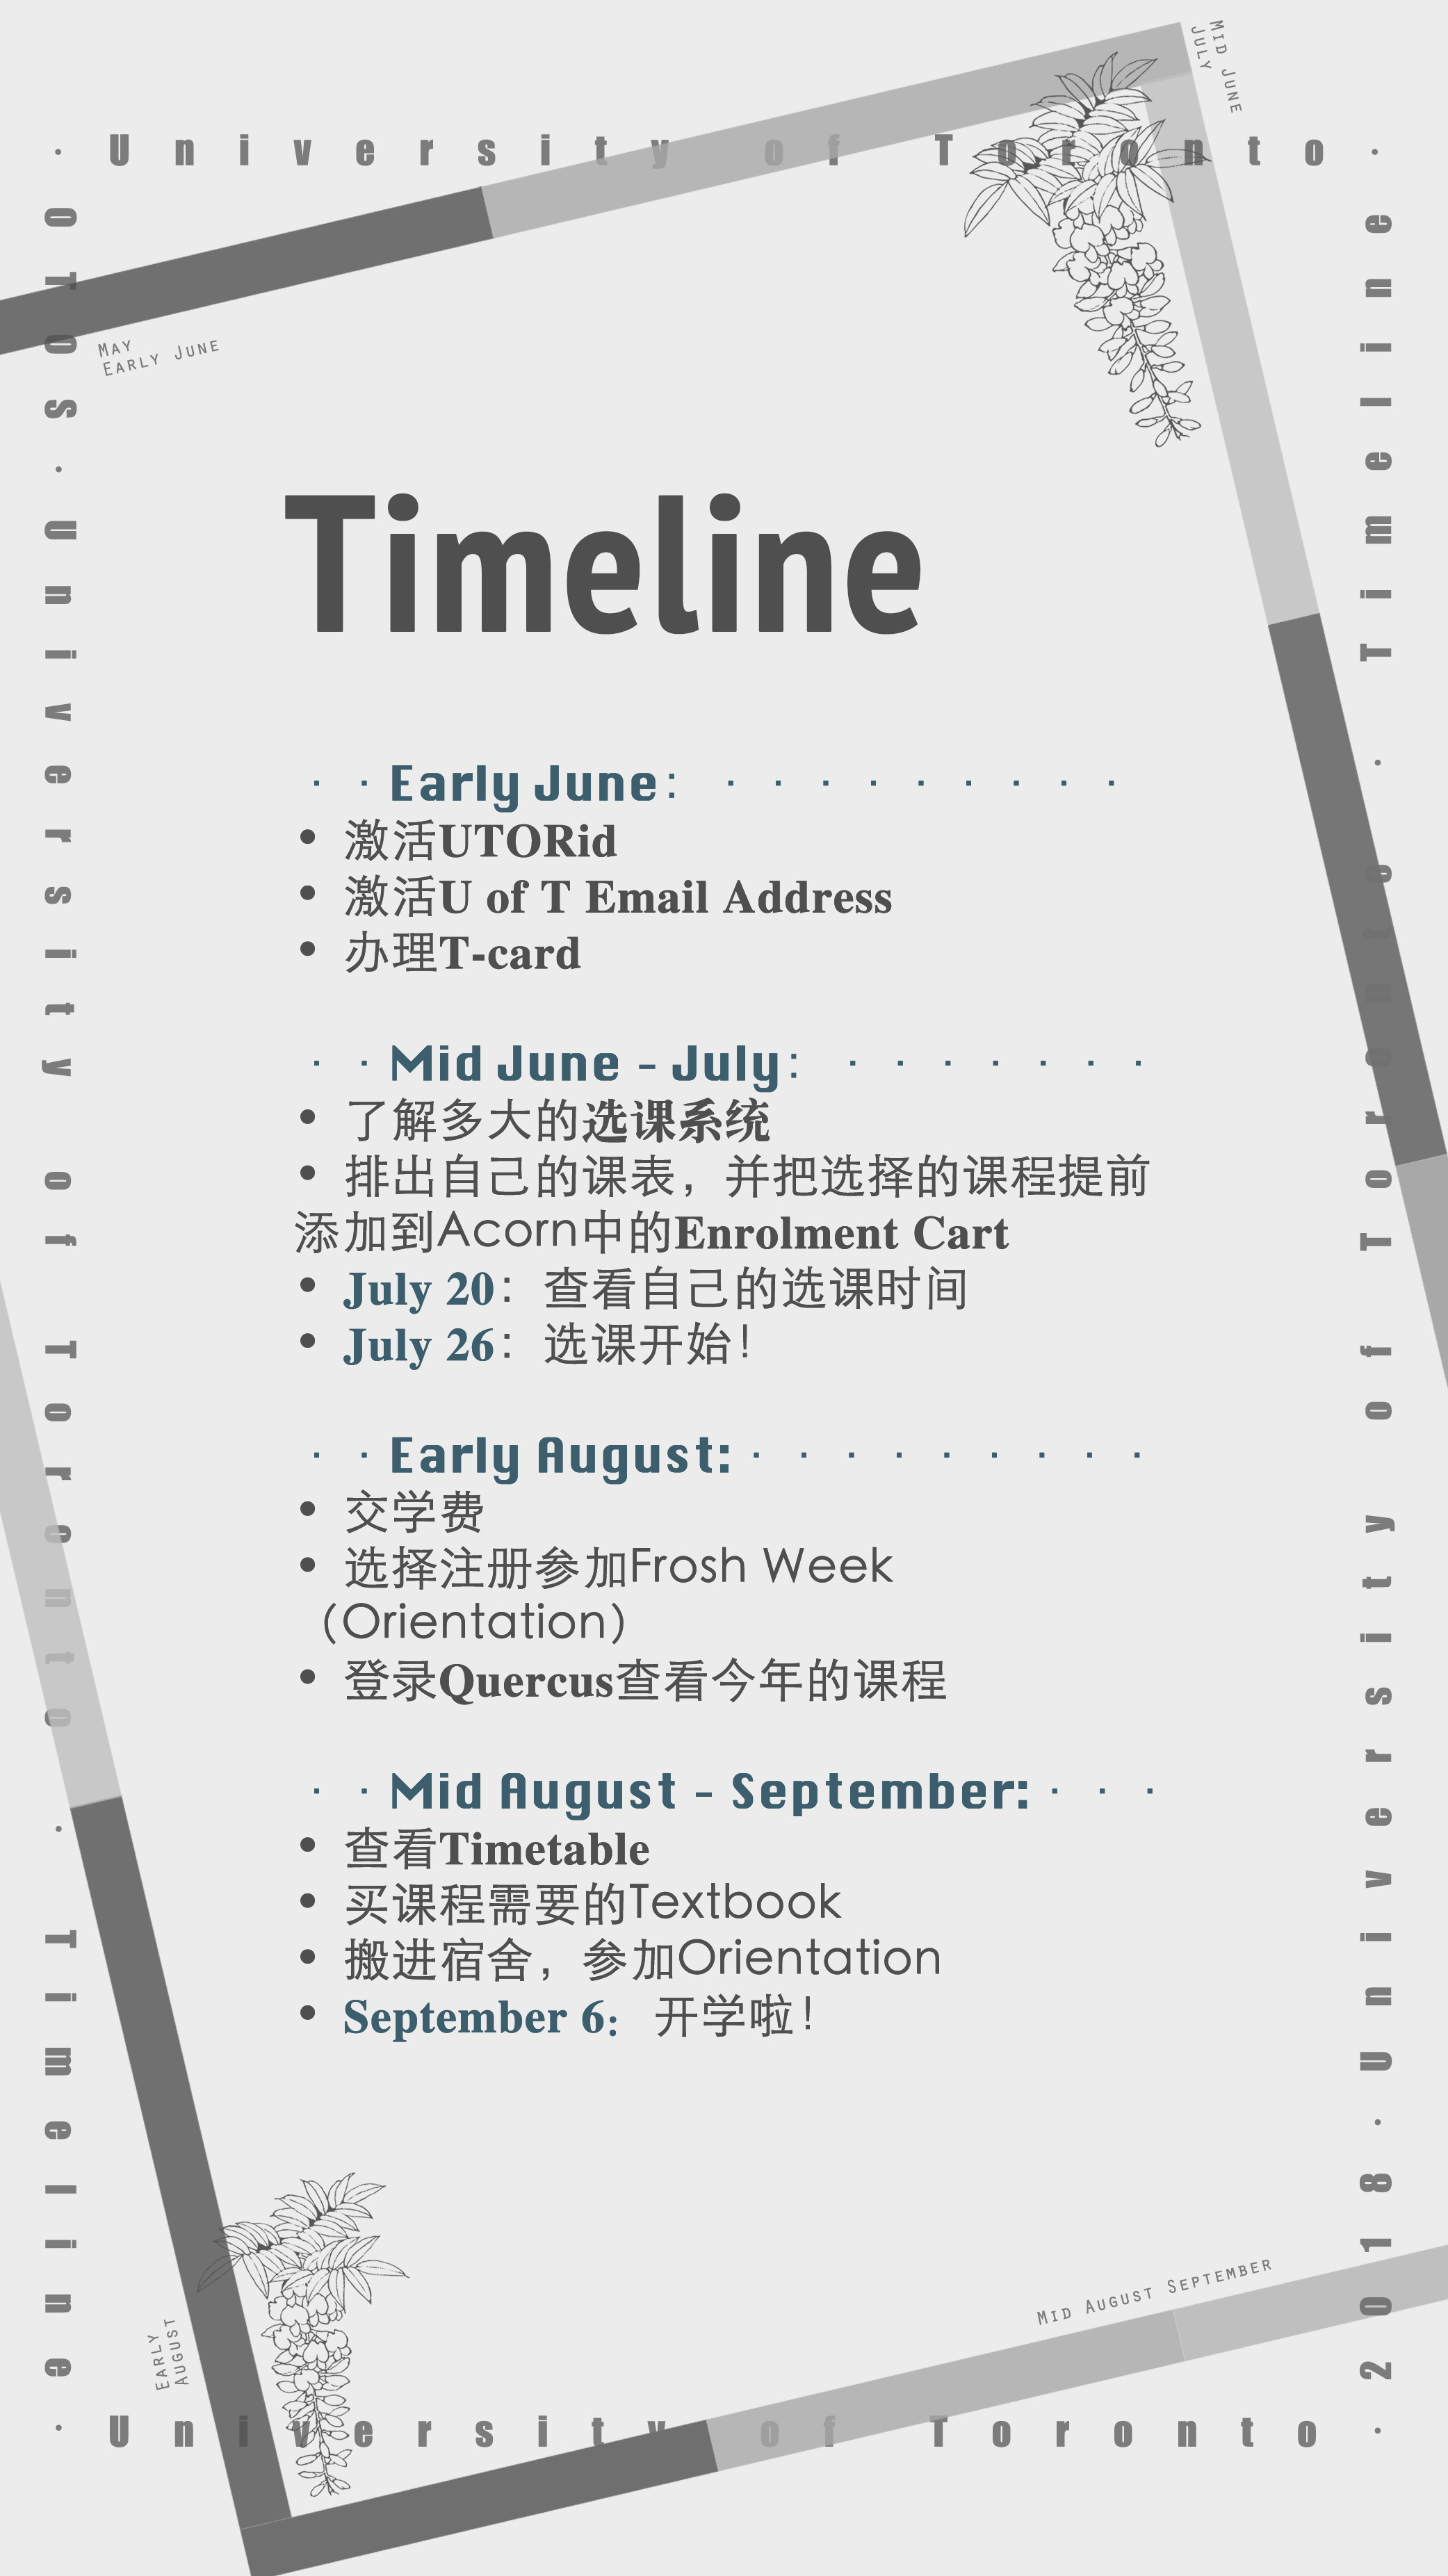 MID JUNE
JULY
· University of Toronto ·
MAY
EARLY JUNE
Timeline
· · Early June： · · · · · · · · ·
• 激活UTORid
• 激活U of T Email Address
• 办理T-card
· · Mid June - July： · · · · · · ·
• 了解多大的选课系统
• 排出自己的课表，并把选择的课程提前
添加到Acorn中的Enrolment Cart
• July 20：查看自己的选课时间
• July 26：选课开始！
· · Early August: · · · · · · · · ·
• 交学费
• 选择注册参加Frosh Week
（Orientation）
• 登录Quercus查看今年的课程
· · Mid August - September: · · ·
• 查看Timetable
• 买课程需要的Textbook
• 搬进宿舍，参加Orientation
• September 6： 开学啦！
MID AUGUST SEPTEMBER
EARLY
AUGUST
· University of Toronto ·
OTOS · University of Toronto · Timeline
2018 · University of Toronto · Timeline